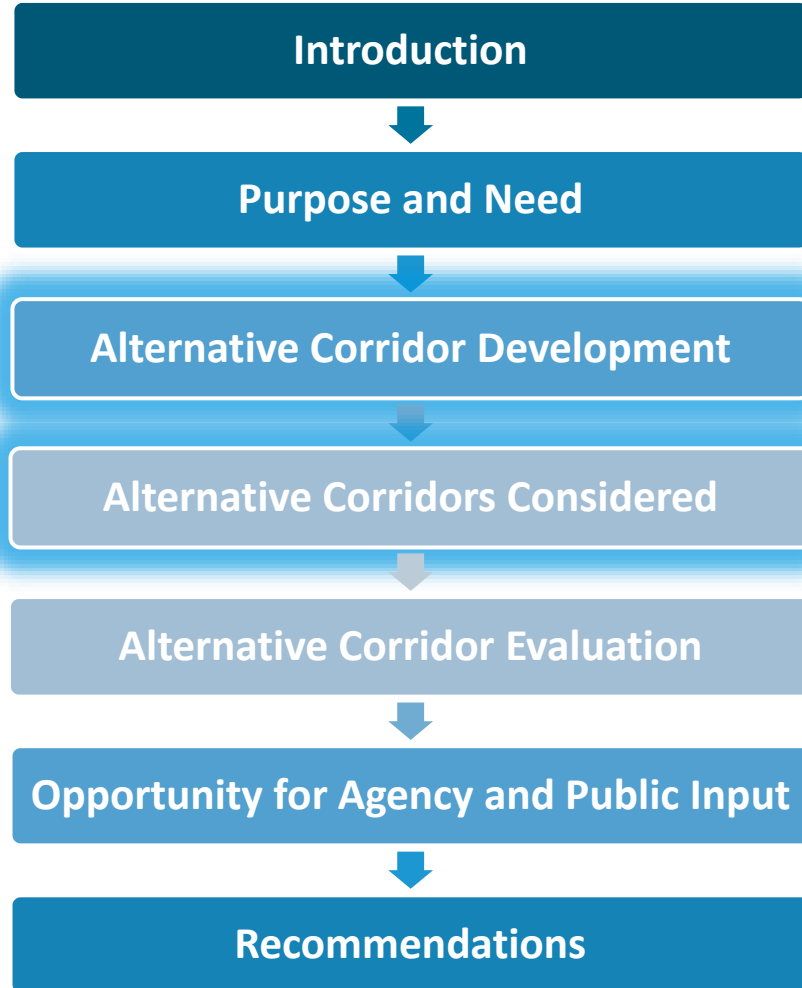 Introduction
Purpose and Need
Alternative Corridor Development
Alternative Corridors Considered
Alternative Corridor Evaluation
Opportunity for Agency and Public Input
Recommendations